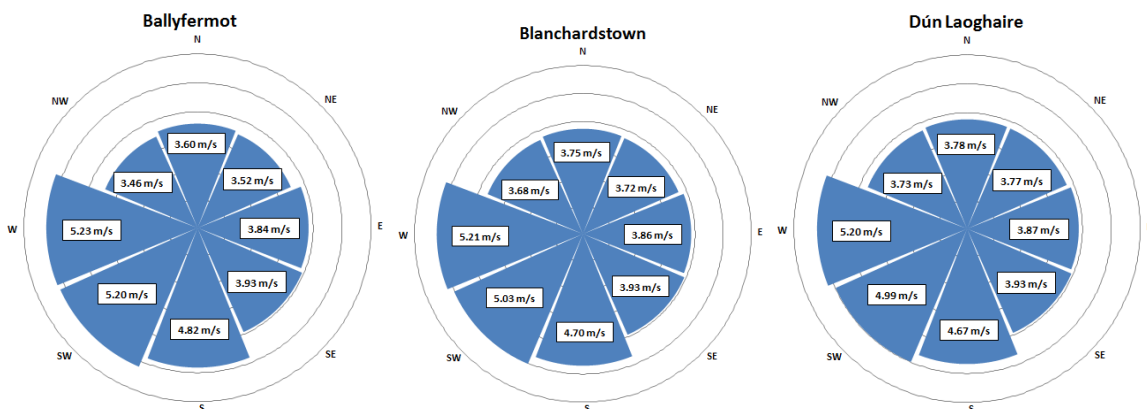 Ballyfermot
N
NW
NE
3.60 m/s
3.46 m/s
3.52 m/s
W
5.23 m/s
3.84 m/s
E
5.20 m/s
3.93 m/s
4.82 m/s
SW
SE
S
Blanchardstown
N
NW
NE
3.75 m/s
3.68 m/s
3.72 m/s
W
5.21 m/s
3.86 m/s
E
5.03 m/s
3.93 m/s
4.70 m/s
SW
SE
S
Dún Laoghaire
N
NW
NE
3.78 m/s
3.73 m/s
3.77 m/s
W
5.20 m/s
3.87 m/s
E
4.99 m/s
3.93 m/s
4.67 m/s
SW
SE
S